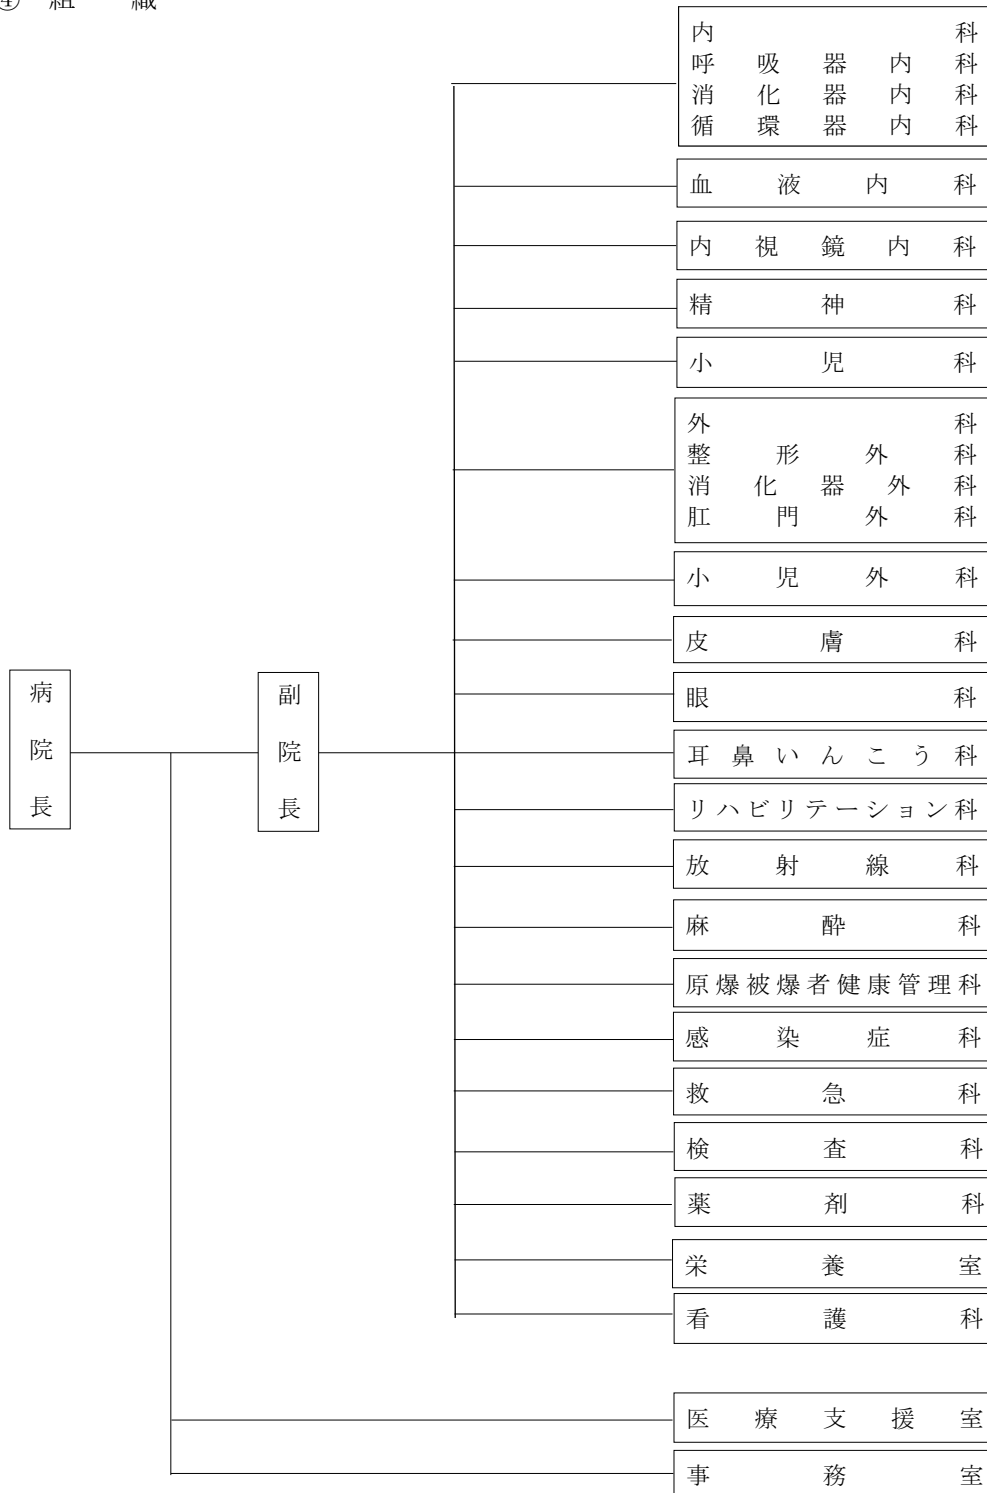 ④ 組織
内科
呼吸器内科
消化器内科
循環器内科
血液内科
内視鏡内科
精神科
小児科
外科
整形外科
消化器外科
肛門外科
小児外科
皮膚科
病院長
副院長
眼科
耳鼻いんこう科
リハビリテーション科
放射線科
麻酔科
原爆被爆者健康管理科
感染症科
救急科
検査科
薬剤科
栄養室
看護科
医療支援室
事務室